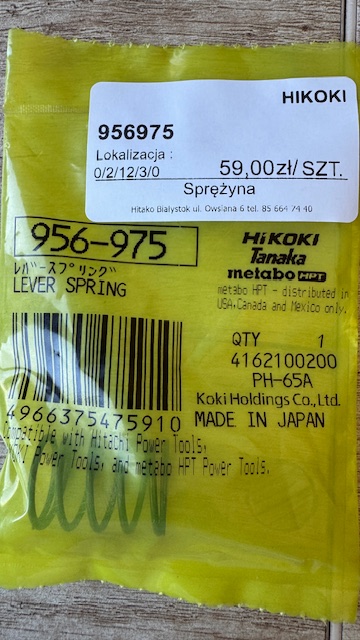 HIKOKI
956975
Lokalizacja :
0/2/12/3/0
59,00zł/ SZT.
Sprężyna
Hitako Białystok ul. Owsiana 6 tel. 85 664 74 40
956-975
レバースプリング
LEVER SPRING
HiKOKI
Tanaka
metabo HPT
metabo HPT - distributed in
USA,Canada and Mexico only.
QTY 1
4162100200
PH-65A
Koki Holdings Co.,Ltd.
4966375475910
MADE IN JAPAN
Compatible with Hitachi Power Tools,
Power Tools, and metabo HPT Power Tools.